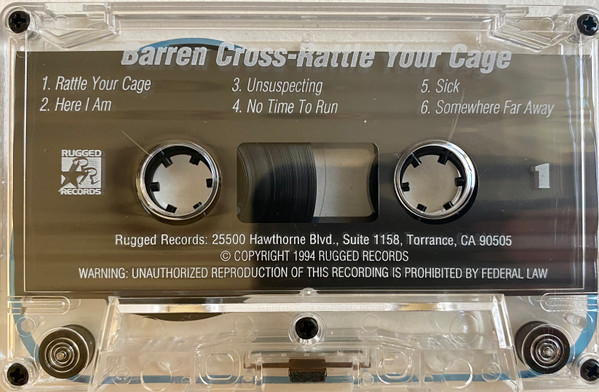 Barren Cross-Rattle Your Cage
1. Rattle Your Cage 3. Unsuspecting 5. Sick
2. Here I Am 4. No Time To Run 6. Somewhere Far Away
RUGGED
RR
RECORDS
1
Rugged Records: 25500 Hawthorne Blvd., Suite 1158, Torrance, CA 90505
© COPYRIGHT 1994 RUGGED RECORDS
WARNING: UNAUTHORIZED REPRODUCTION OF THIS RECORDING IS PROHIBITED BY FEDERAL LAW